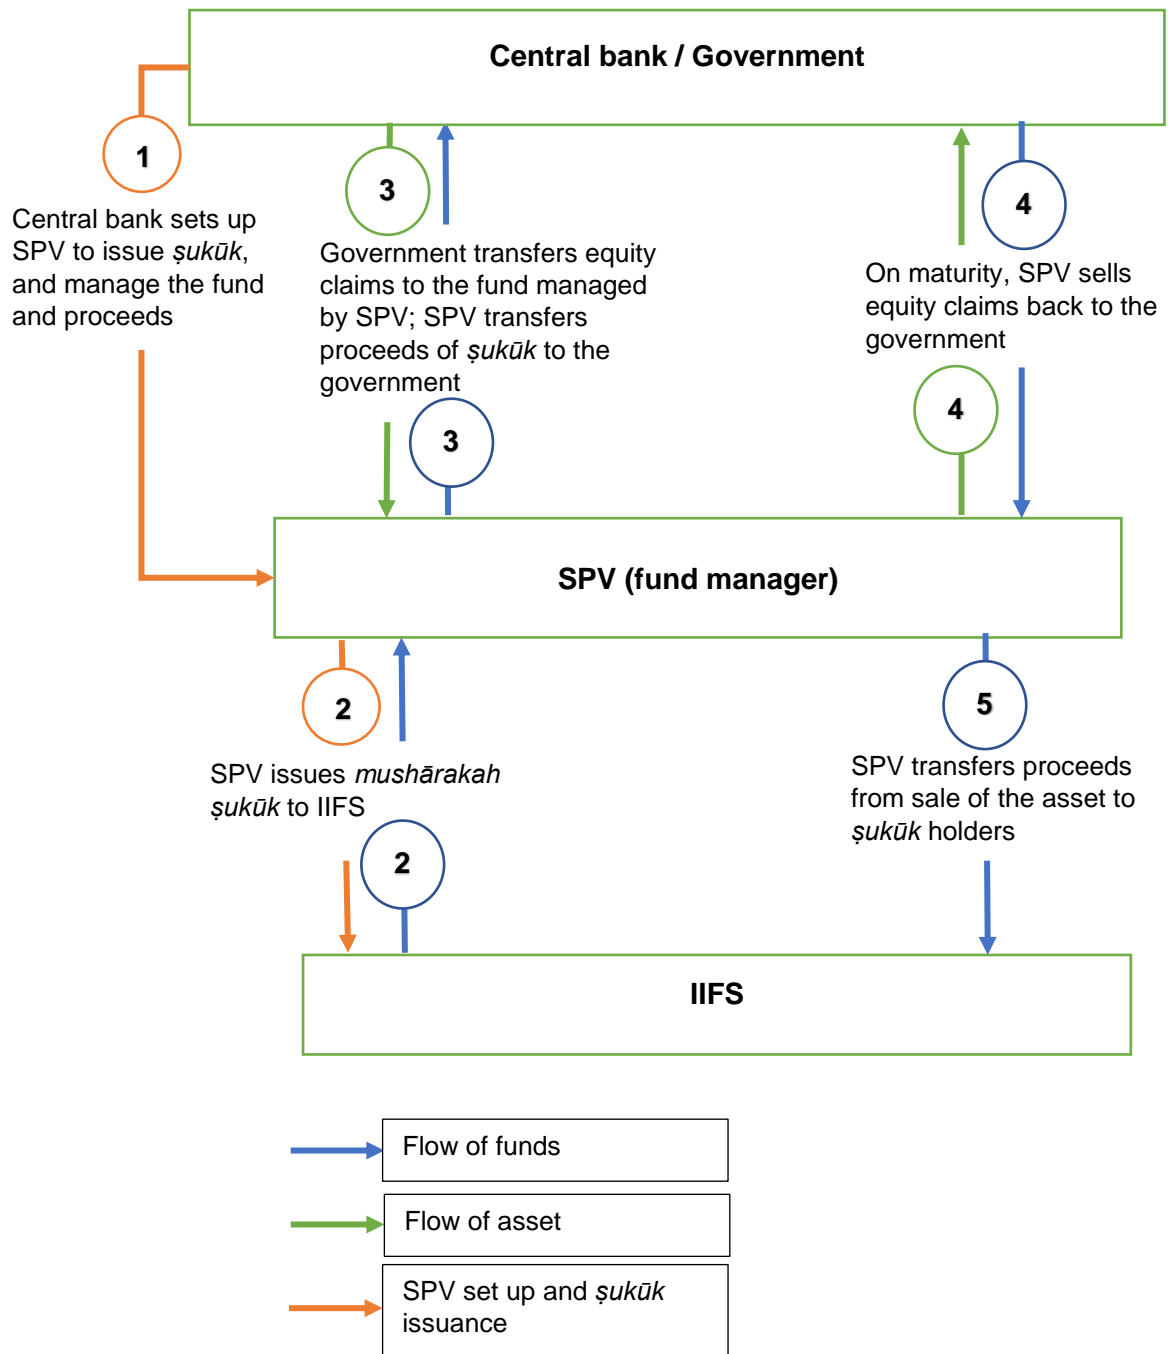 Central bank / Government
1
Central bank sets up
SPV to issue ṣukūk,
and manage the fund
and proceeds
3
Government transfers equity
claims to the fund managed
by SPV; SPV transfers
proceeds of ṣukūk to the
government
3
4
On maturity, SPV sells
equity claims back to the
government
4
SPV (fund manager)
2
SPV issues mushārakah
ṣukūk to IIFS
2
5
SPV transfers proceeds
from sale of the asset to
ṣukūk holders
IIFS
Flow of funds
Flow of asset
SPV set up and ṣukūk
issuance